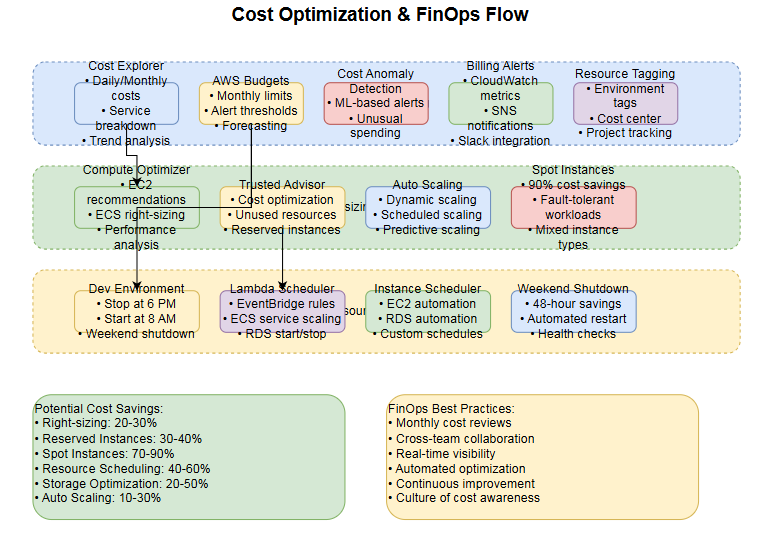 Cost Optimization & FinOps Flow
Cost Explorer
• Daily/Monthly
costs
• Service
breakdown
• Trend analysis
AWS Budgets
• Monthly limits
• Alert thresholds
• Forecasting
Cost Anomaly
Detection
• ML-based alerts
• Unusual
spending
Billing Alerts
• CloudWatch
metrics
• SNS
notifications
• Slack integration
Resource Tagging
• Environment
tags
• Cost center
• Project tracking
Compute Optimizer
• EC2
recommendations
• ECS right-sizing
• Performance
analysis
Trusted Advisor
• Cost optimization
• Unused resources
• Reserved instances
Auto Scaling
• Dynamic scaling
• Scheduled scaling
• Predictive scaling
Spot Instances
• 90% cost savings
• Fault-tolerant
workloads
• Mixed instance
types
Dev Environment
• Stop at 6 PM
• Start at 8 AM
• Weekend shutdown
Lambda Scheduler
• EventBridge rules
• ECS service scaling
• RDS start/stop
Instance Scheduler
• EC2 automation
• RDS automation
• Custom schedules
Weekend Shutdown
• 48-hour savings
• Automated restart
• Health checks
Potential Cost Savings:
• Right-sizing: 20-30%
• Reserved Instances: 30-40%
• Spot Instances: 70-90%
• Resource Scheduling: 40-60%
• Storage Optimization: 20-50%
• Auto Scaling: 10-30%
FinOps Best Practices:
• Monthly cost reviews
• Cross-team collaboration
• Real-time visibility
• Automated optimization
• Continuous improvement
• Culture of cost awareness